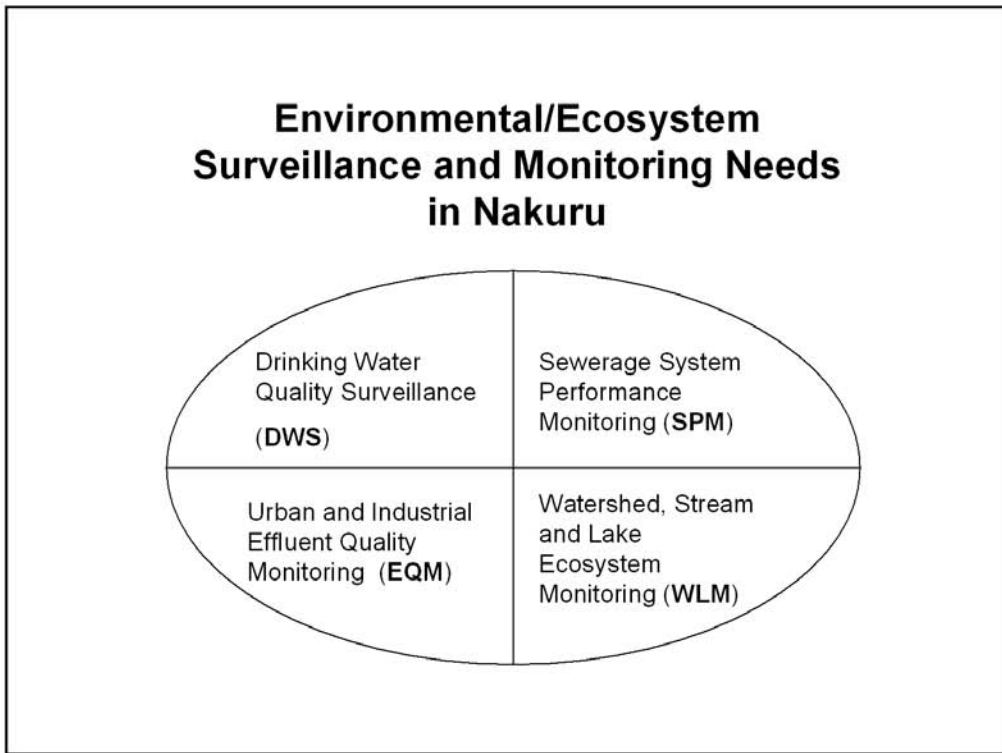 Environmental/Ecosystem
Surveillance and Monitoring Needs
in Nakuru
Drinking Water
Quality Surveillance
(DWS)
Sewerage System
Performance
Monitoring (SPM)
Urban and Industrial
Effluent Quality
Monitoring (EQM)
Watershed, Stream
and Lake
Ecosystem
Monitoring (WLM)